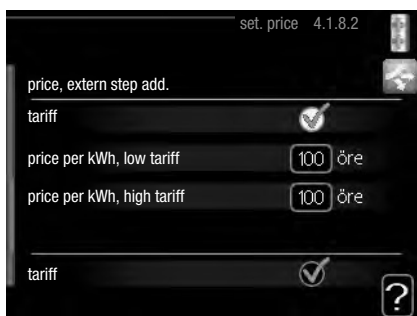 set. price 4.1.8.2
price, extern step add.
tariff
price per kWh, low tariff 100 öre
price per kWh, high tariff 100 öre
tariff
?